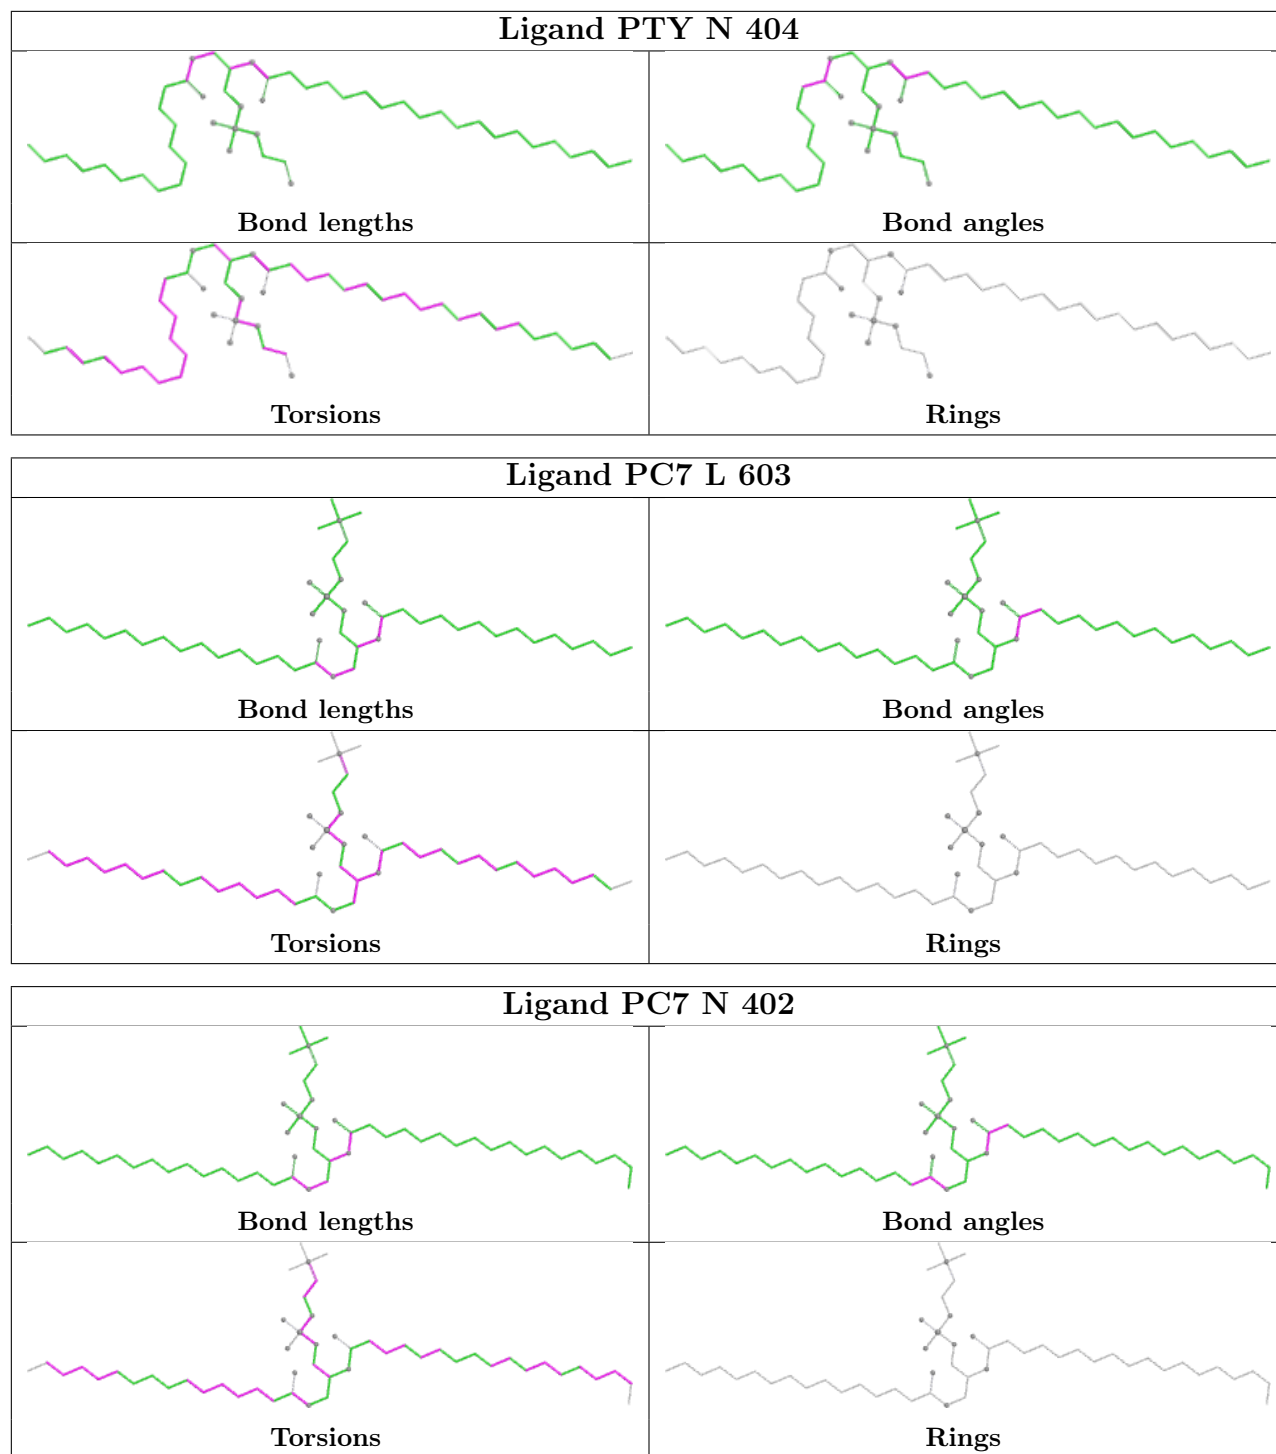 Ligand PTY N 404
Bond lengths
Bond angles
Torsions
Rings
Ligand PC7 L 603
Bond lengths
Bond angles
Torsions
Rings
Ligand PC7 N 402
Bond lengths
Bond angles
Torsions
Rings